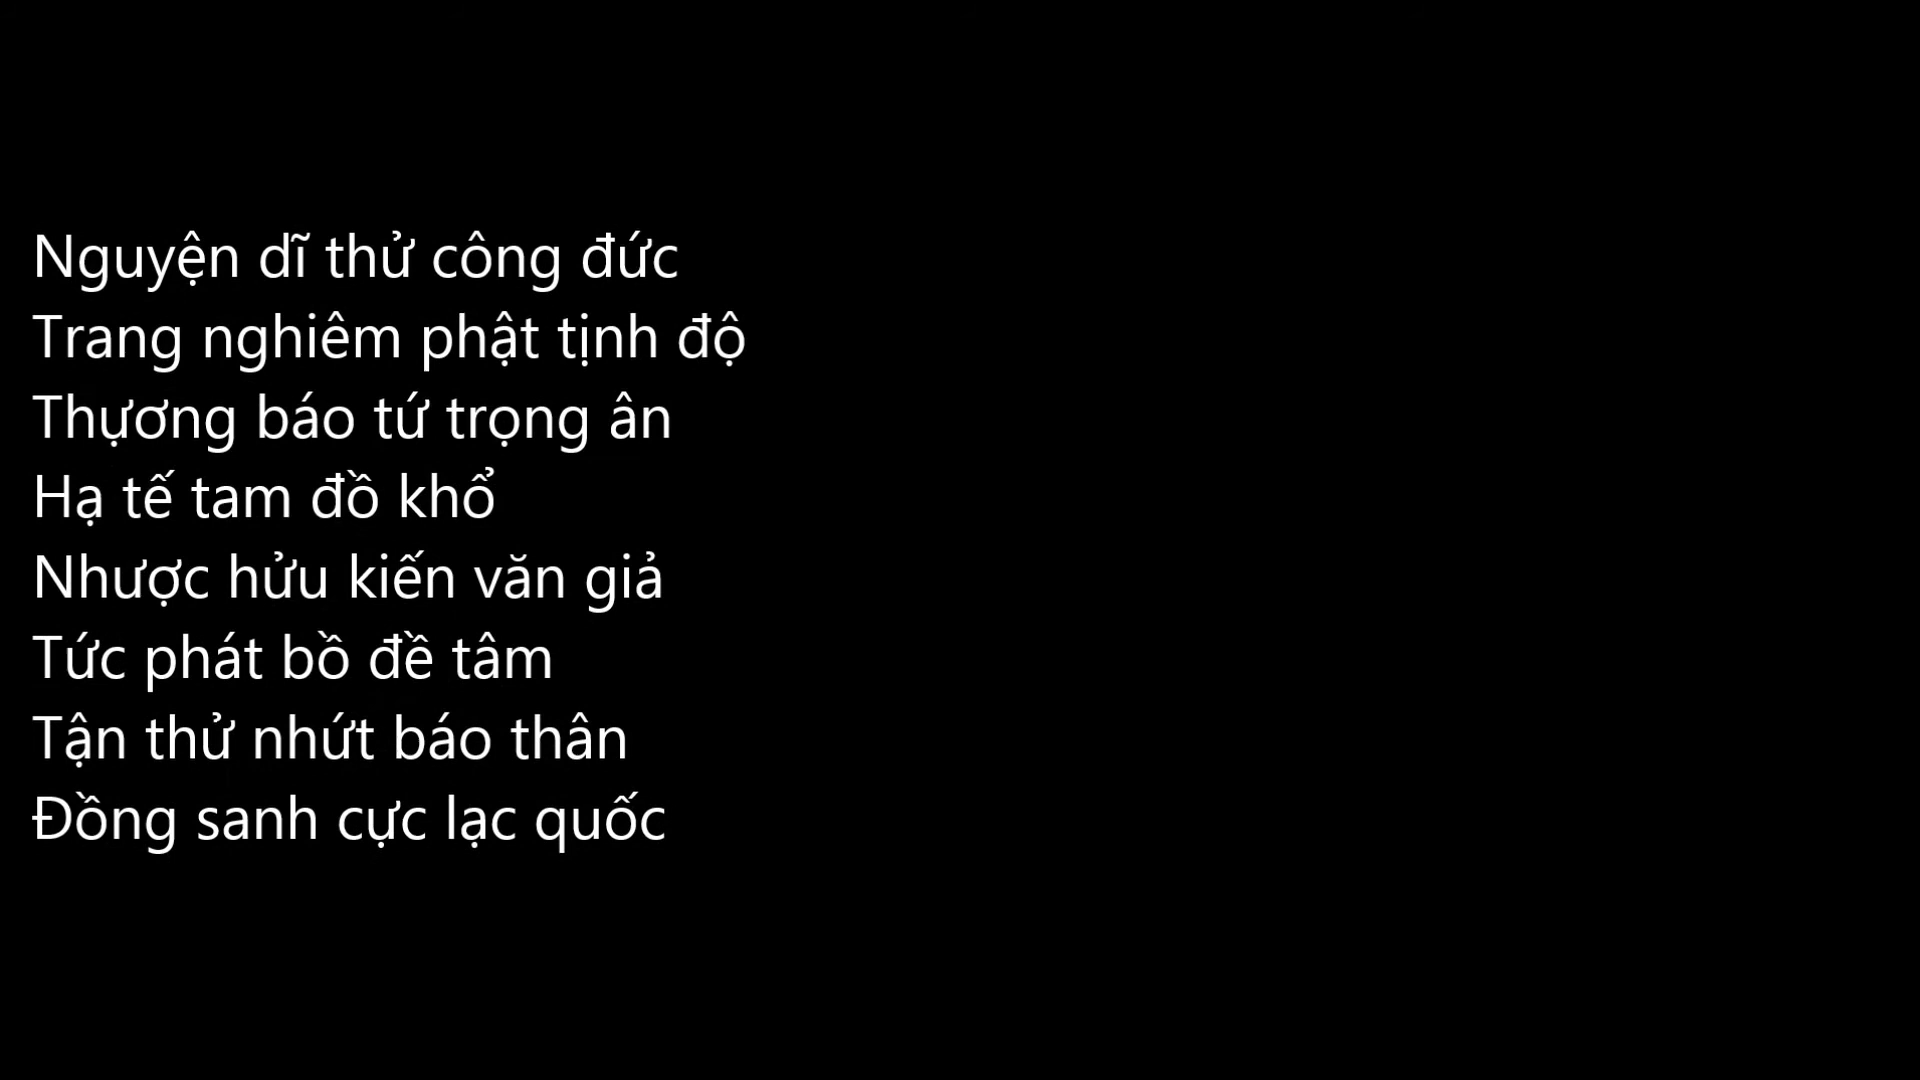 Nguyện dĩ thử công đức
Trang nghiêm phật tịnh độ
Thựơng báo tứ trọng ân
Hạ tế tam đồ khổ
Nhược hửu kiến văn giả
Tức phát bồ đề tâm
Tận thử nhứt báo thân
Đồng sanh cực lạc quốc